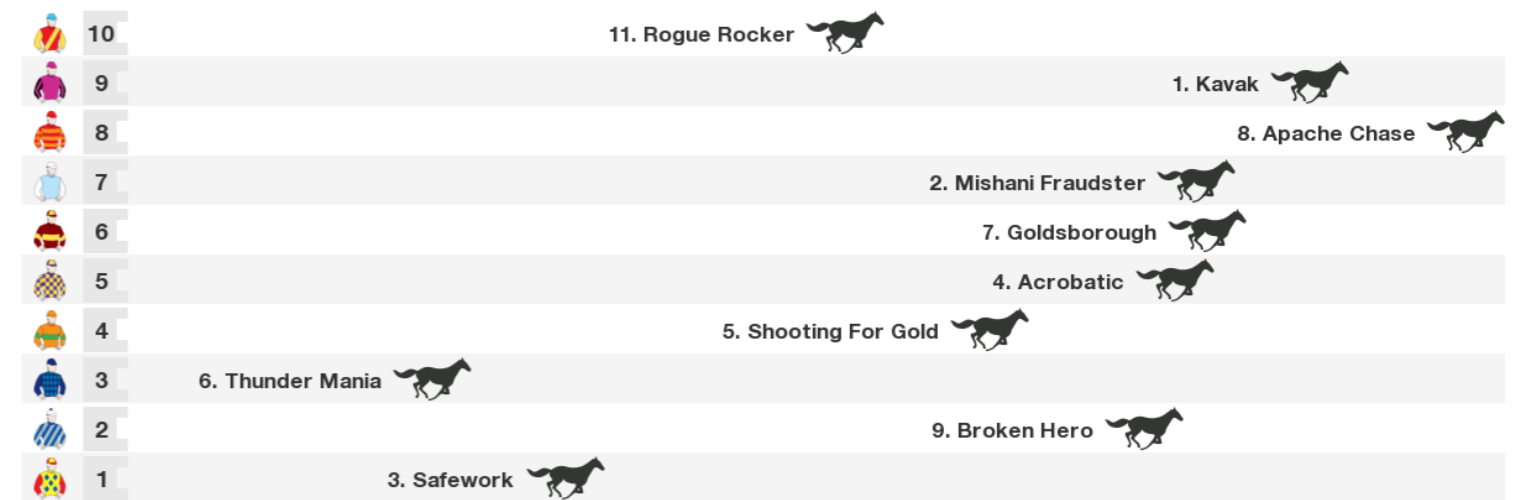 10 11. Rogue Rocker
9 1. Kavak
8 8. Apache Chase
7 2. Mishani Fraudster
6 7. Goldsborough
5 4. Acrobatic
4 5. Shooting For Gold
3 6. Thunder Mania
2 9. Broken Hero
1 3. Safework